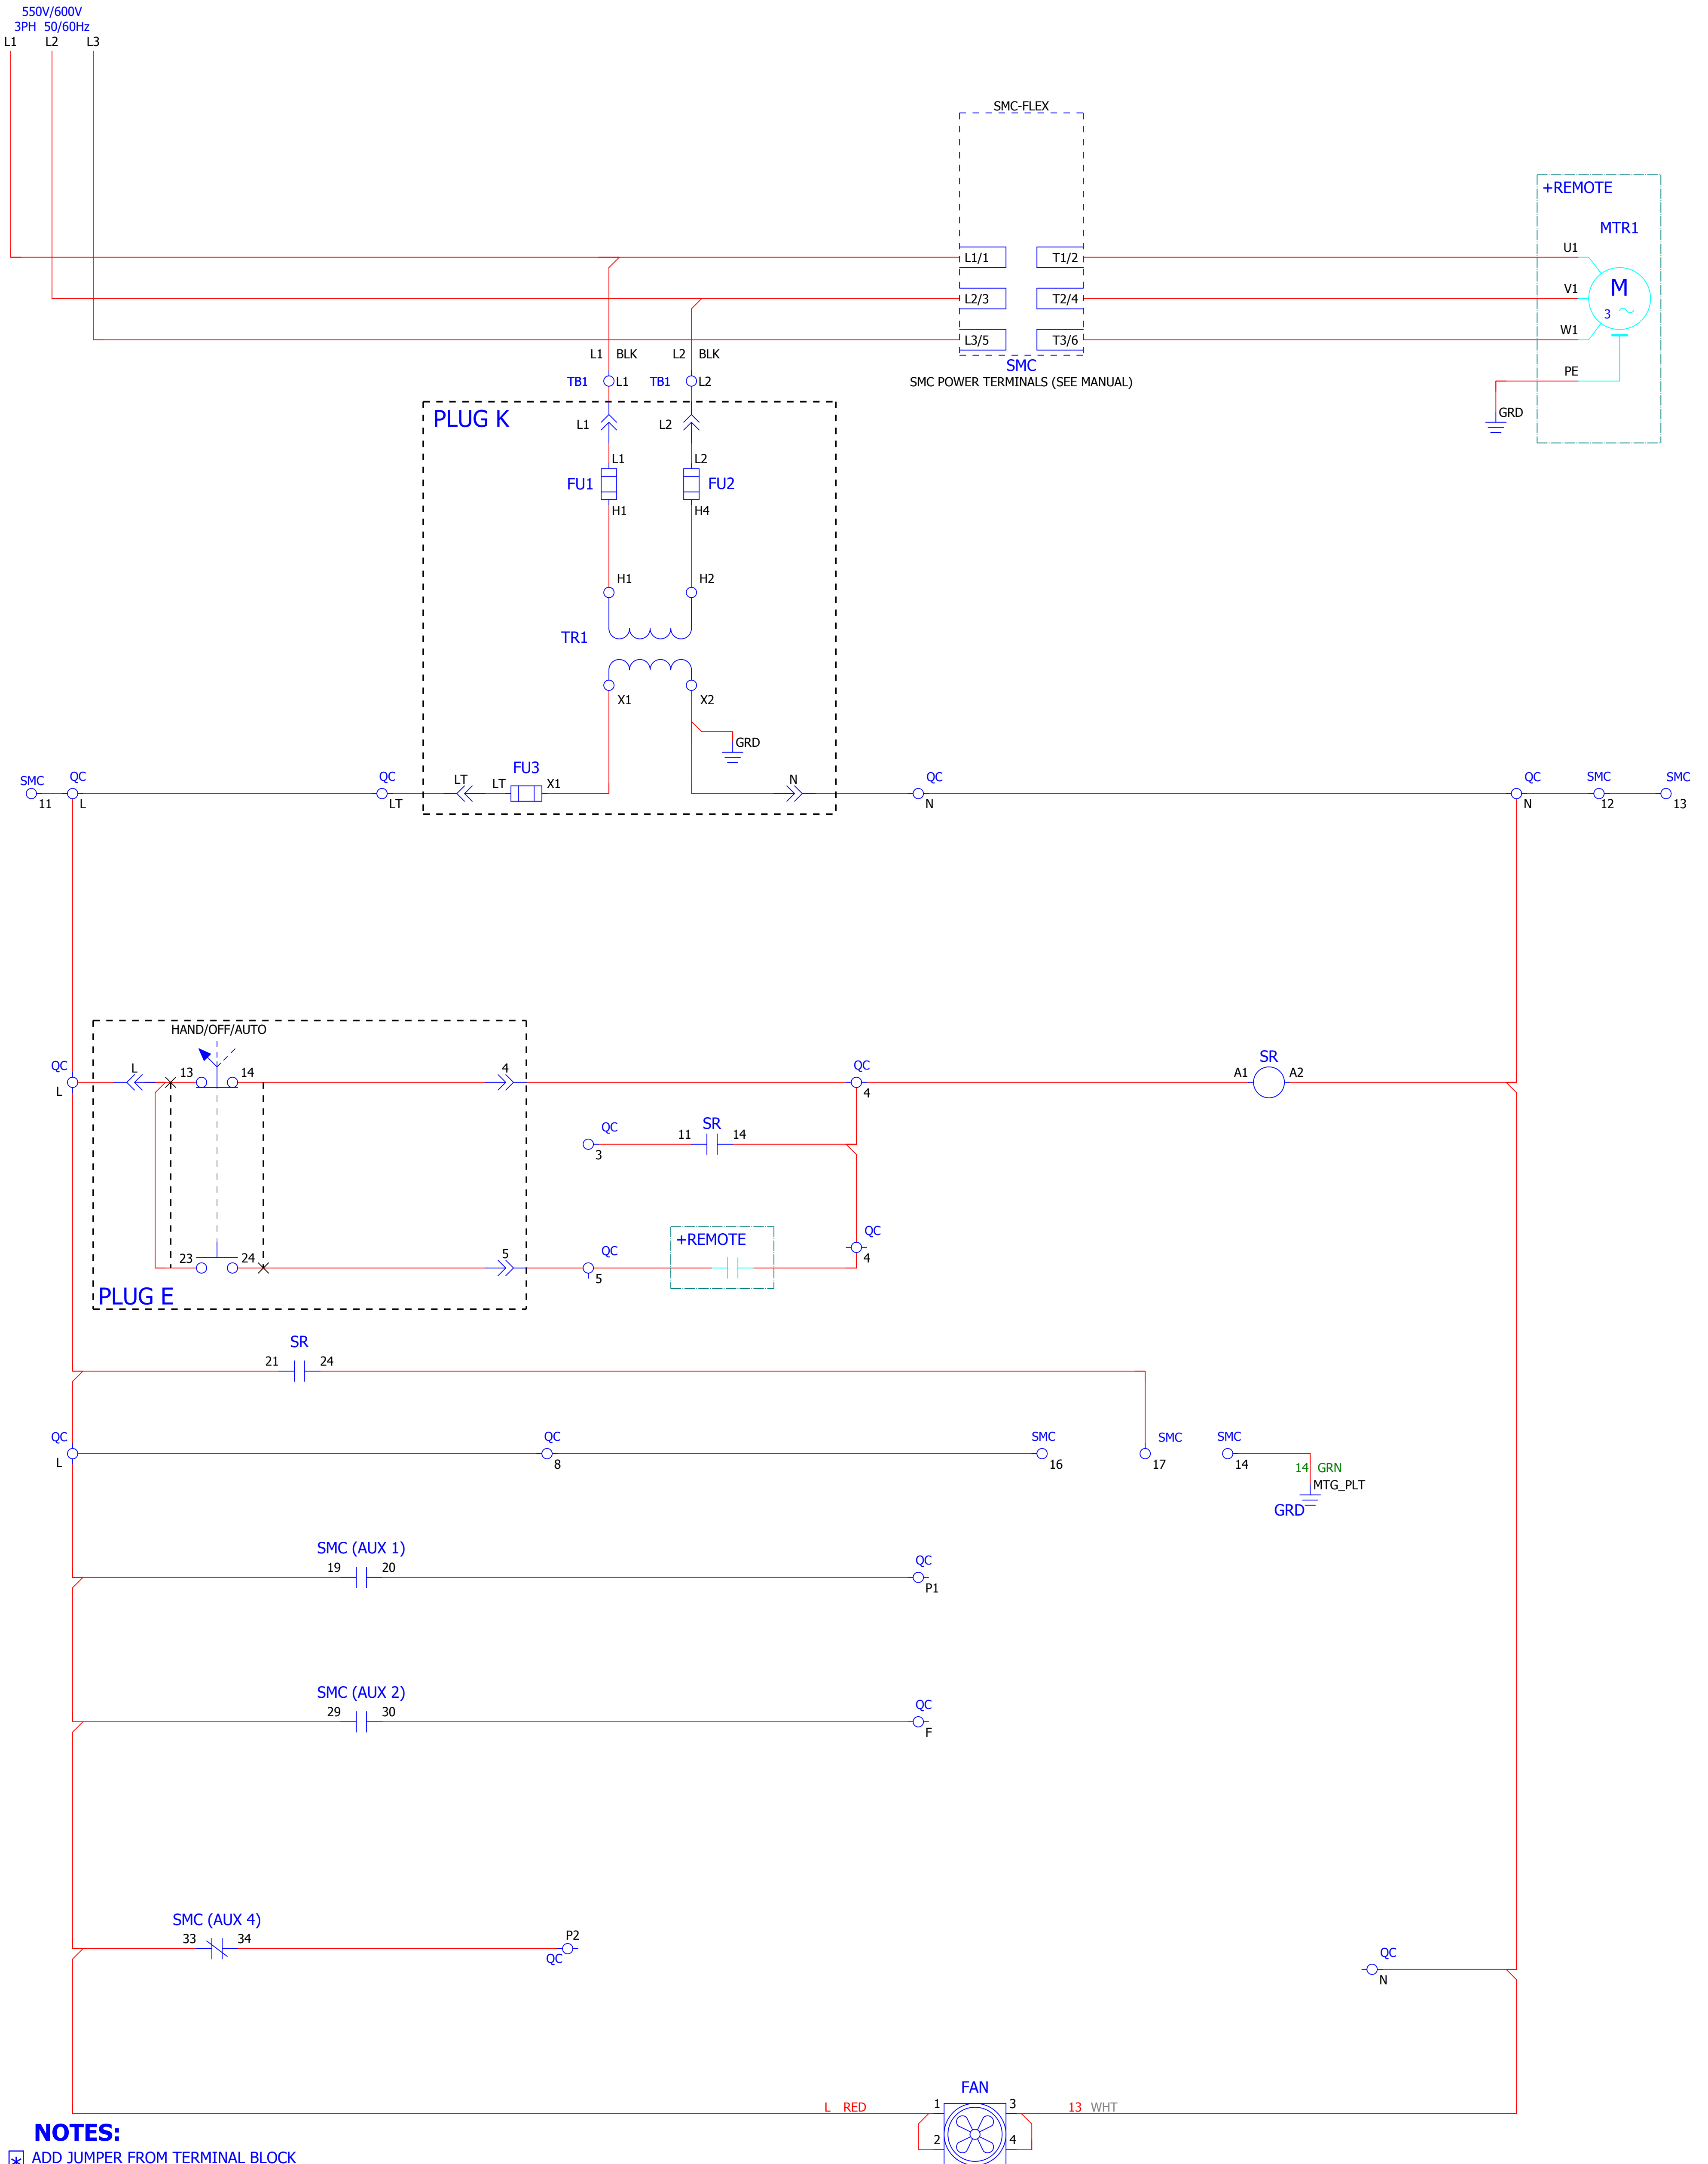 550V/600V
3PH 50/60Hz
L1 L2 L3
SMC-FLEX
+REMOTE
MTR1
L1/1 T1/2 U1
L2/3 T2/4 V1
M
3
L3/5 T3/6 W1
L1 BLK L2 BLK
SMC
SMC POWER TERMINALS (SEE MANUAL)
PE
TB1 L1 TB1 L2
GRD
PLUG K
L1 L2
L1 L2
FU1 FU2
H1 H4
H1 H2
TR1
X1 X2
GRD
SMC QC QC LT LT FU3 X1 N QC QC SMC SMC
11 L LT N N 12 13
HAND/OFF/AUTO
QC L 13 14 4 QC A1 SR A2
L 4
QC 11 SR 14
3
QC
+REMOTE
QC
4
23 24 5
5
PLUG E
SR
21 24
QC QC SMC SMC SMC
L 8 16 17 14
14 GRN
MTG_PLT
GRD
SMC (AUX 1)
19 20 QC
P1
SMC (AUX 2)
29 30 QC
F
SMC (AUX 4)
33 34 P2
QC
QC
N
FAN
L RED 1 3 13 WHT
2 4
NOTES:
* ADD JUMPER FROM TERMINAL BLOCK